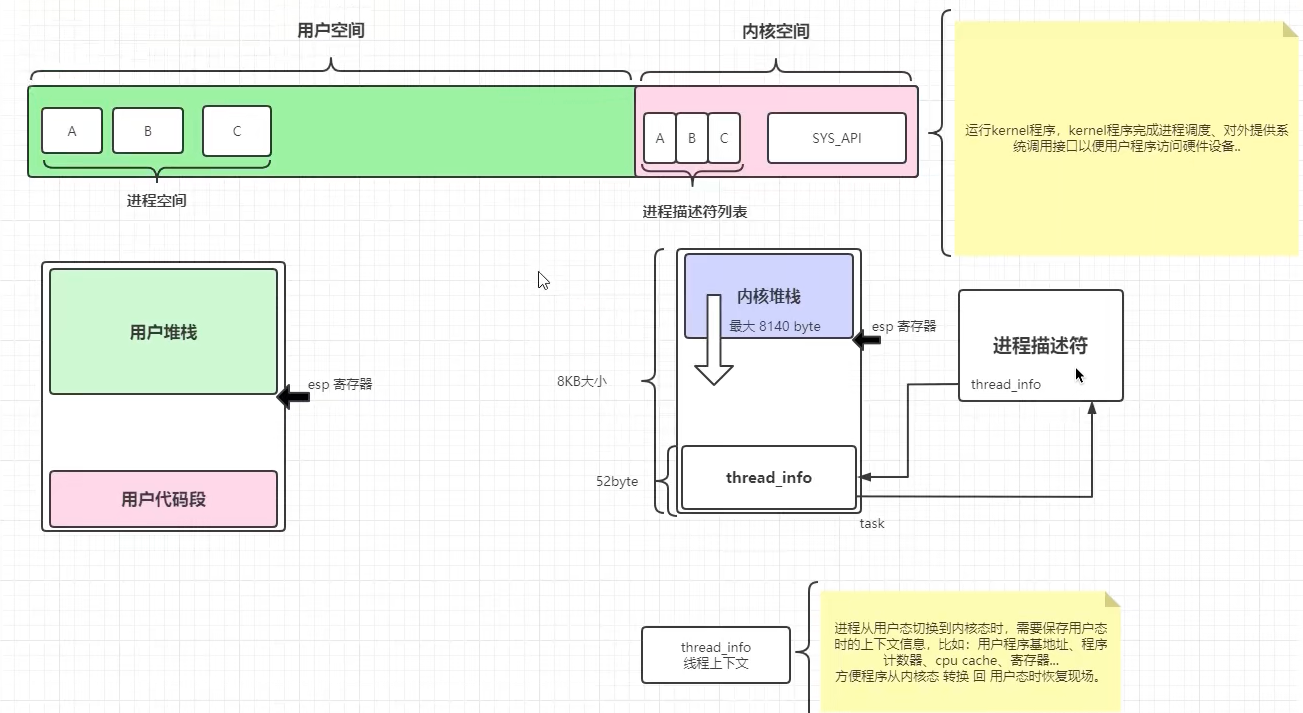 用户空间
内核空间
A
B
C
A
B
C
SYS_API
进程空间
进程描述符列表
运行kernel程序，kernel程序完成进程调度、对外提供系
统调用接口以便用户程序访问硬件设备..
用户堆栈
esp 寄存器
用户代码段
8KB大小
内核堆栈
最大 8140 byte
esp 寄存器
52byte
thread_info
task
进程描述符
thread_info
thread_info
线程上下文
进程从用户态切换到内核态时，需要保存用户态
时的上下文信息，比如：用户程序基地址、程序
计数器、cpu cache、寄存器...
方便程序从内核态 转换 回 用户态时恢复现场。